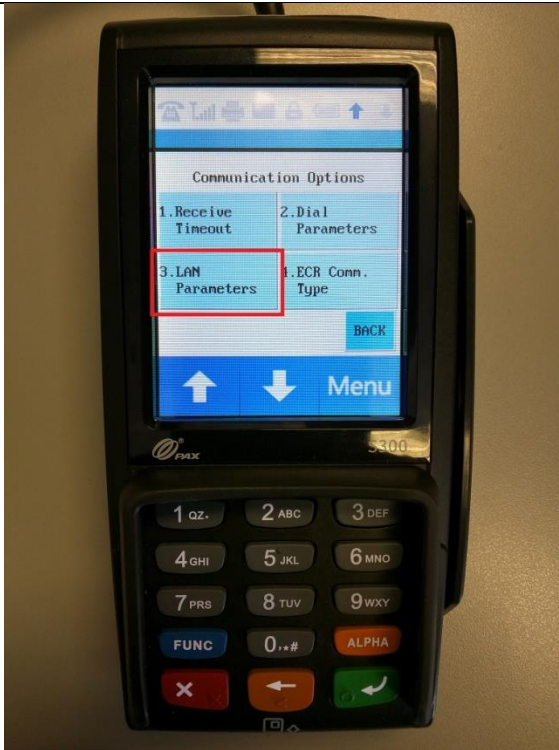 Communication Options
1.Receive Timeout
2.Dial Parameters
3.LAN Parameters
4.ECR Comm. Type
BACK
Menu
PAX
S300
1 QZ.
2 ABC
3 DEF
4 GHI
5 JKL
6 MNO
7 PRS
8 TUV
9 WXY
FUNC
0,*#
ALPHA